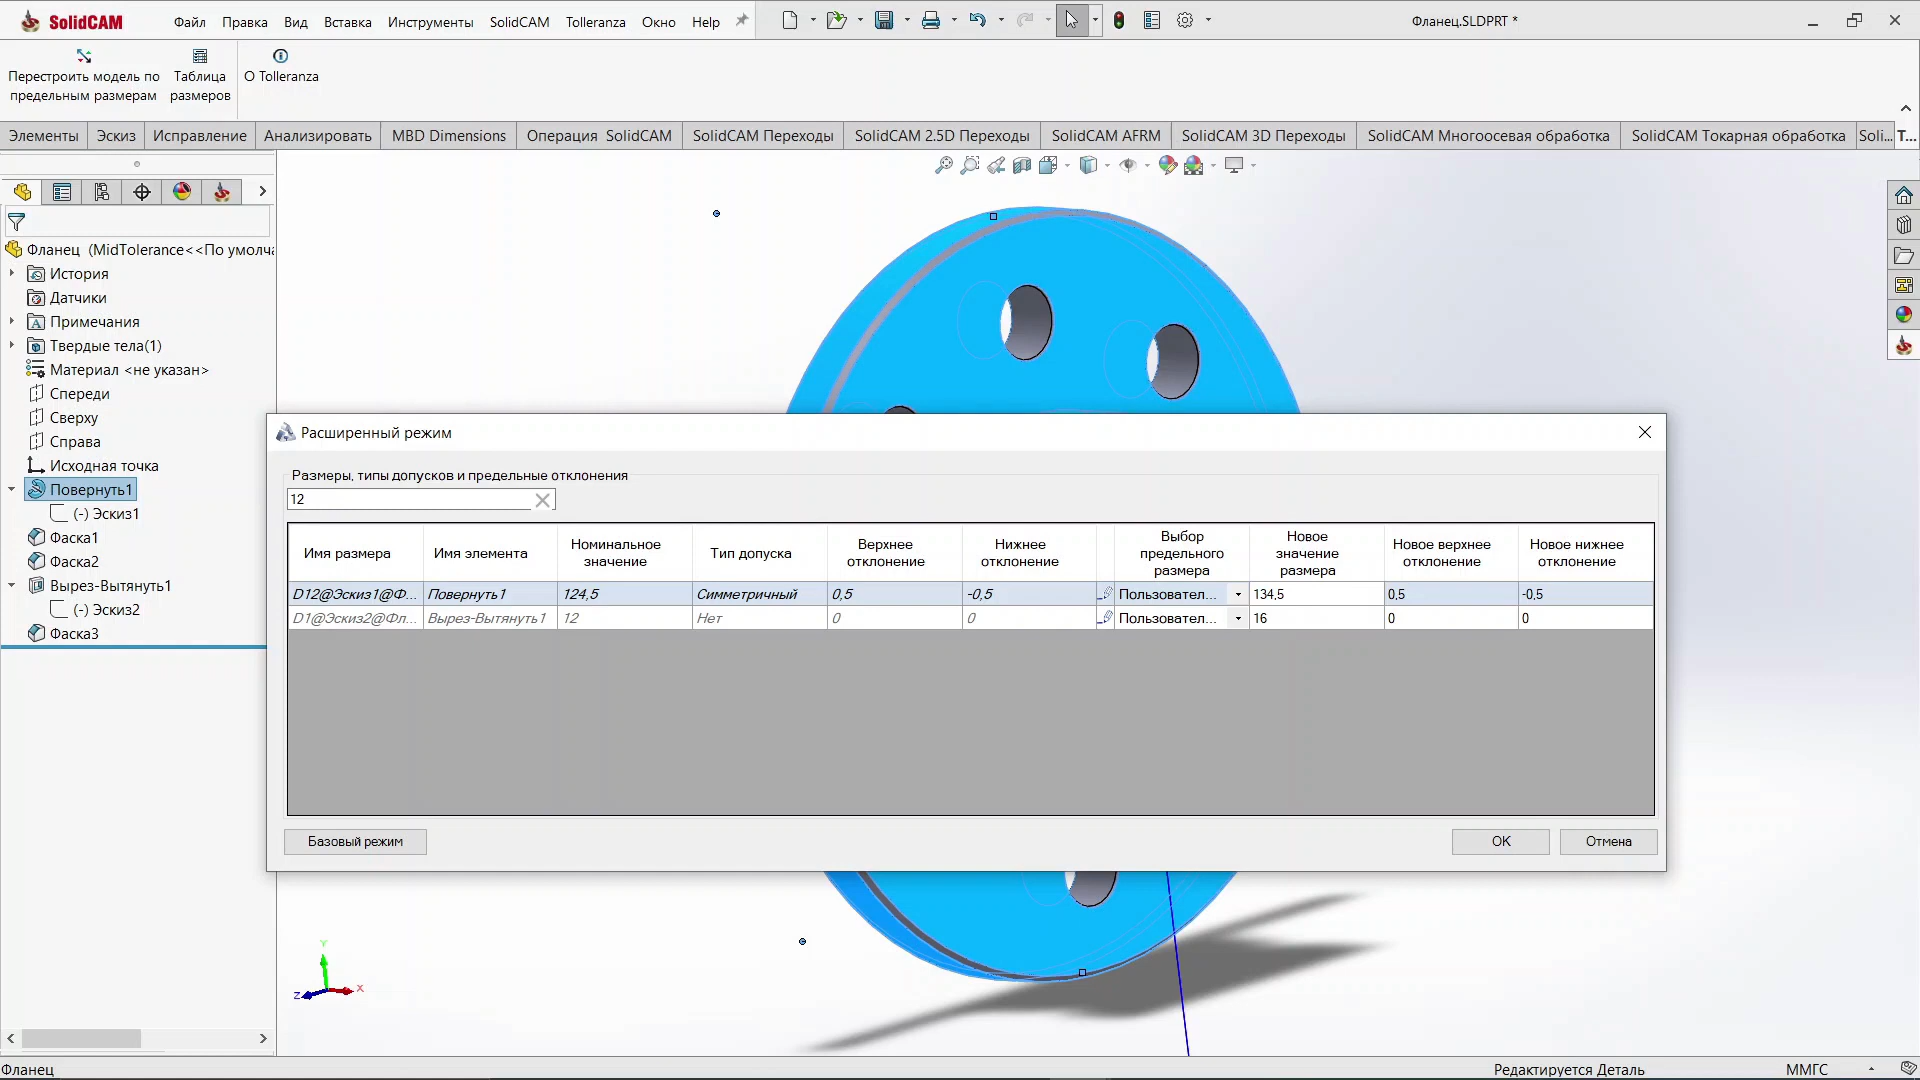 SolidCAM
Файл Правка Вид Вставка Инструменты SolidCAM Tolleranza Окно Help
Фланец.SLDPRT *
Перестроить модель по предельным размерам
Таблица размеров
О Tolleranza
Элементы Эскиз Исправление Анализировать MBD Dimensions Операция SolidCAM SolidCAM Переходы SolidCAM 2.5D Переходы SolidCAM AFRM SolidCAM 3D Переходы SolidCAM Многоосевая обработка SolidCAM Токарная обработка Soli... T...
Фланец (MidTolerance<<По умолча
История
Датчики
Примечания
Твердые тела(1)
Материал <не указан>
Спереди
Сверху
Справа
Исходная точка
Повернуть1
(-) Эскиз1
Фаска1
Фаска2
Вырез-Вытянуть1
(-) Эскиз2
Фаска3
Расширенный режим
Размеры, типы допусков и предельные отклонения
12
Имя размера Имя элемента Номинальное значение Тип допуска Верхнее отклонение Нижнее отклонение Выбор предельного размера Новое значение размера Новое верхнее отклонение Новое нижнее отклонение
D12@Эскиз1@Ф... Повернуть1 124,5 Симметричный 0,5 -0,5 Пользовател... 134,5 0,5 -0,5
D1@Эскиз2@Фл... Вырез-Вытянуть1 12 Нет 0 0 Пользовател... 16 0 0
Базовый режим OK Отмена
Y
Z X
Фланец Редактируется Деталь ММГС